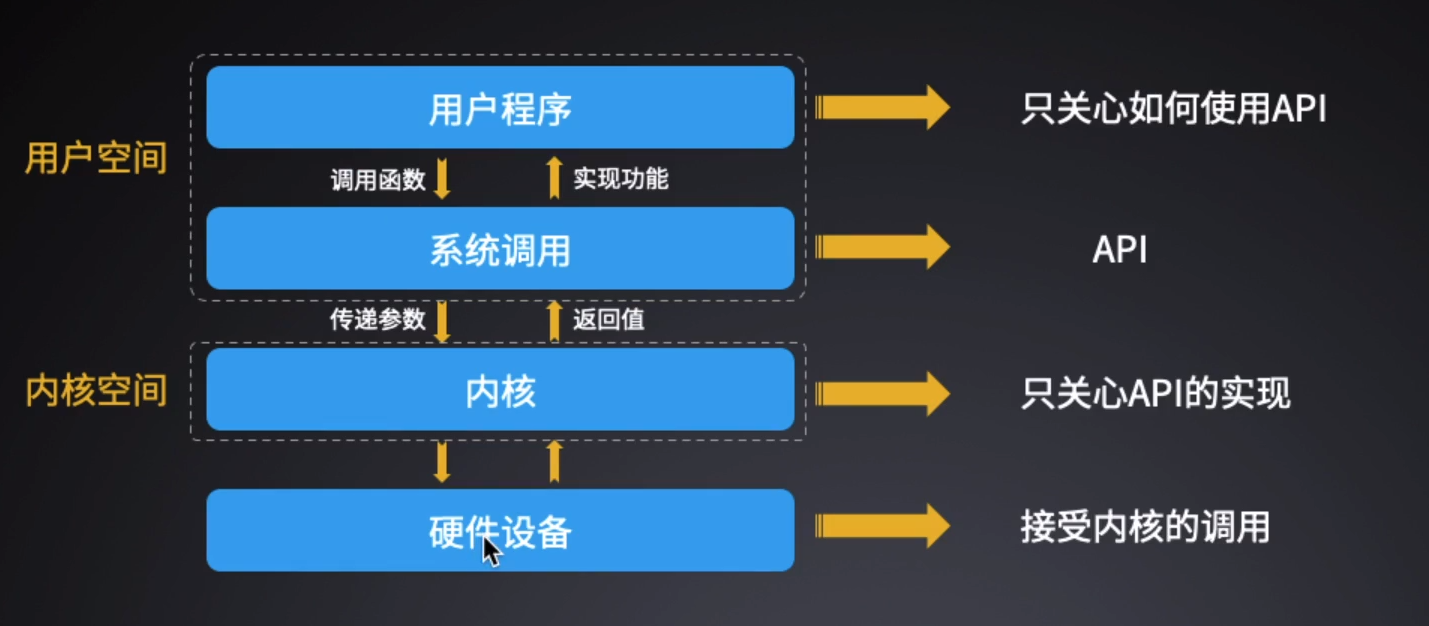 用户程序
只关心如何使用API
用户空间
调用函数
实现功能
系统调用
API
传递参数
返回值
内核空间
内核
只关心API的实现
硬件设备
接受内核的调用